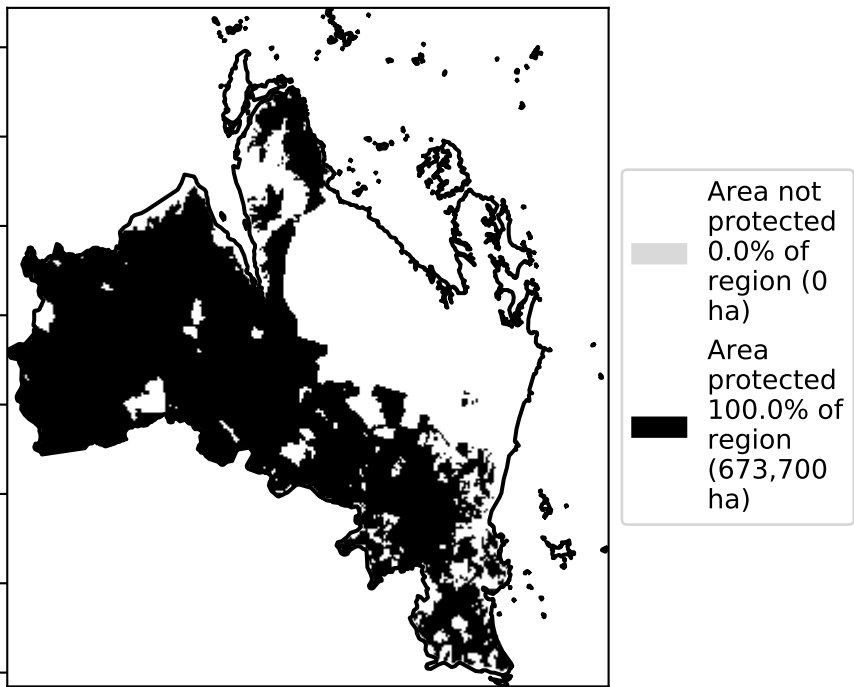 Area not
protected
0.0% of
region (0
ha)
Area
protected
100.0% of
region
(673,700
ha)